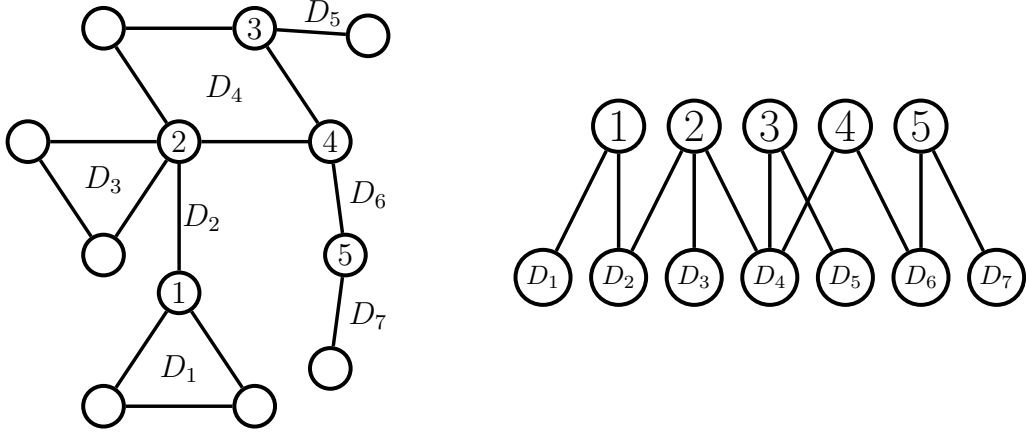 D₅
3
D₄
2
4
D₃
D₆
D₂
5
1
D₇
D₁
1 2 3 4 5
D₁ D₂ D₃ D₄ D₅ D₆ D₇